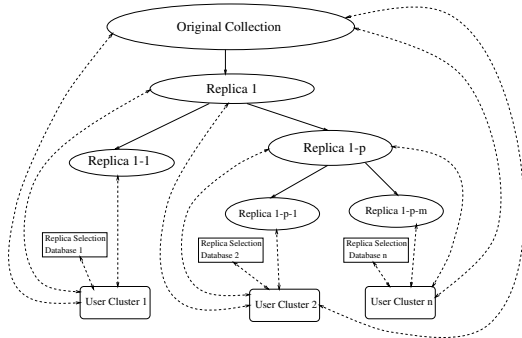 Original Collection
Replica 1
Replica 1-1
Replica 1-p
Replica 1-p-1
Replica 1-p-m
Replica Selection
Database 1
Replica Selection
Database 2
Replica Selection
Database n
User Cluster 1
User Cluster 2
User Cluster n